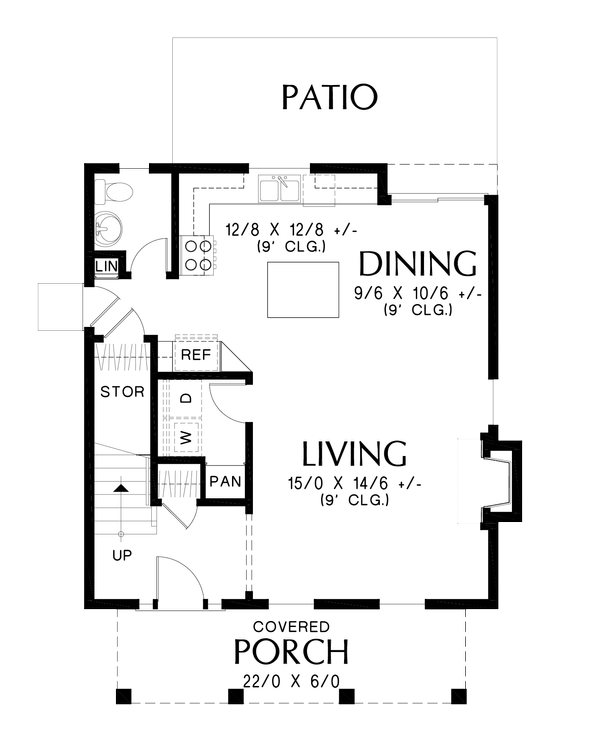 PATIO
12/8 X 12/8 +/-
(9' CLG.)
DINING
9/6 X 10/6 +/-
(9' CLG.)
LIN
REF
STOR
D
W
PAN
LIVING
15/0 X 14/6 +/-
(9' CLG.)
UP
COVERED
PORCH
22/0 X 6/0